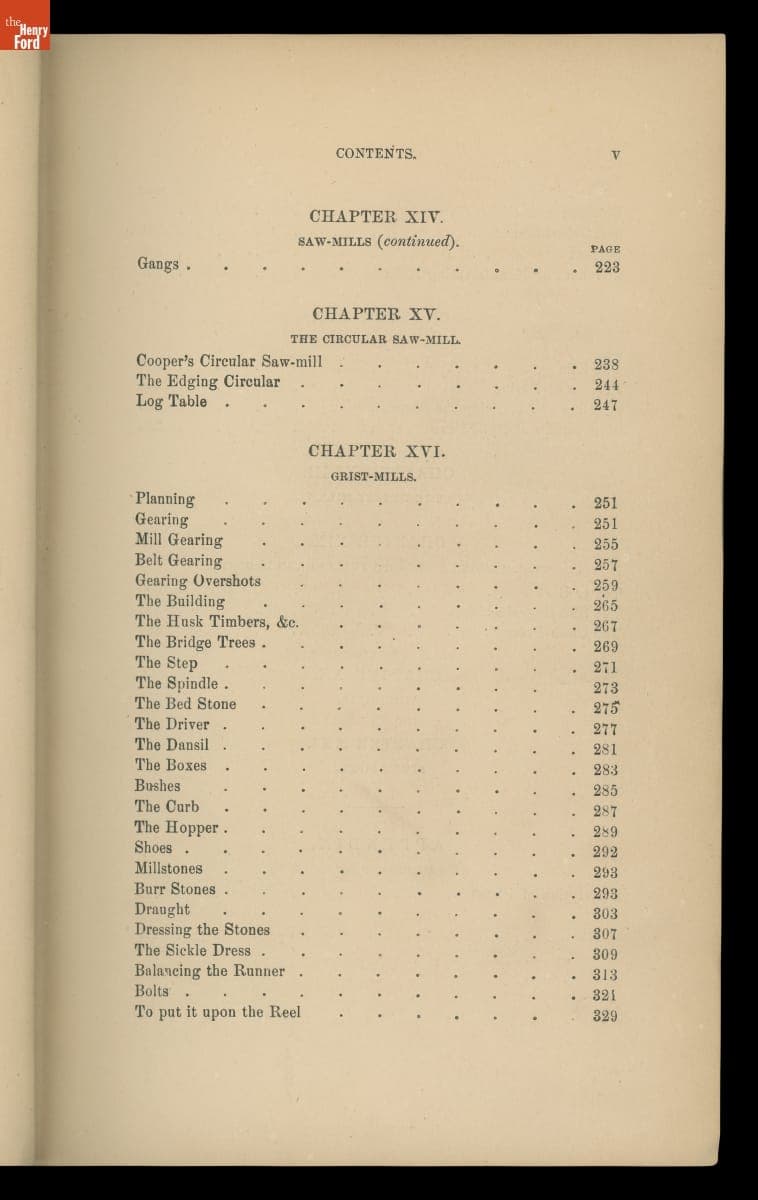 the
Henry
Ford
CONTENTS. V
CHAPTER XIV.
SAW-MILLS (continued).
PAGE
Gangs . . . . . . . . . . . 223
CHAPTER XV.
THE CIRCULAR SAW-MILL.
Cooper's Circular Saw-mill . . . . . . . 238
The Edging Circular . . . . . . . . 244
Log Table . . . . . . . . . . 247
CHAPTER XVI.
GRIST-MILLS.
Planning . . . . . . . . . . 251
Gearing . . . . . . . . . . 251
Mill Gearing . . . . . . . . 255
Belt Gearing . . . . . . . . 257
Gearing Overshots . . . . . . . . 259
The Building . . . . . . . . . 265
The Husk Timbers, &c. . . . . . . . 267
The Bridge Trees . . . . . . . . . 269
The Step . . . . . . . . . . 271
The Spindle . . . . . . . . . 273
The Bed Stone . . . . . . . . . 275
The Driver . . . . . . . . . . 277
The Dansil . . . . . . . . . . 281
The Boxes . . . . . . . . . . 283
Bushes . . . . . . . . . . 285
The Curb . . . . . . . . . . 287
The Hopper . . . . . . . . . . 289
Shoes . . . . . . . . . . . 292
Millstones . . . . . . . . . . 293
Burr Stones . . . . . . . . . . 293
Draught . . . . . . . . . . 303
Dressing the Stones . . . . . . . . 307
The Sickle Dress . . . . . . . . . 309
Balancing the Runner . . . . . . . . 313
Bolts . . . . . . . . . . . 321
To put it upon the Reel . . . . . . . 329